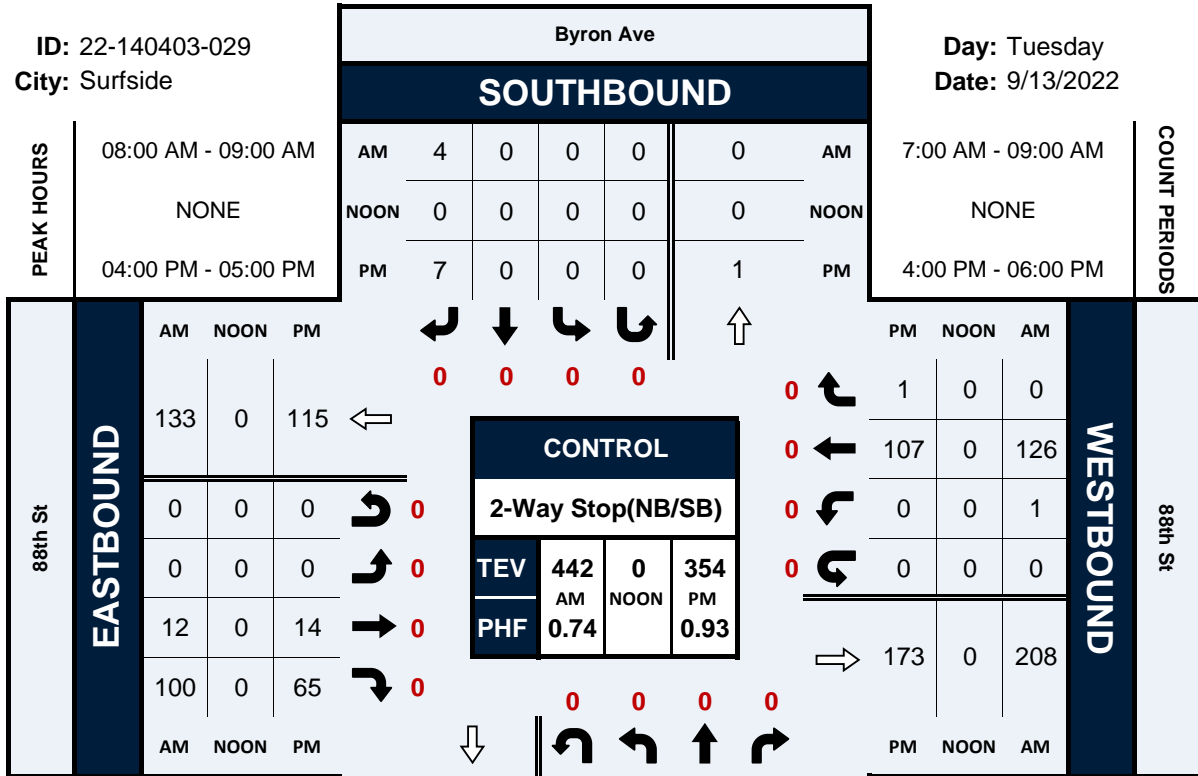 Byron Ave
ID: 22-140403-029
City: Surfside
Day: Tuesday
Date: 9/13/2022
SOUTHBOUND
PEAK HOURS
08:00 AM - 09:00 AM
NONE
04:00 PM - 05:00 PM
AM 4 0 0 0 0 AM
NOON 0 0 0 0 0 NOON
PM 7 0 0 0 1 PM
7:00 AM - 09:00 AM
NONE
4:00 PM - 06:00 PM
COUNT PERIODS
0 0 0 0
88th St
EASTBOUND
AM NOON PM
133 0 115
0 0 0 0
0 0 0 0
12 0 14 0
100 0 65 0
AM NOON PM
CONTROL
2-Way Stop(NB/SB)
TEV 442 0 354
AM NOON PM
PHF 0.74 0.93
PM NOON AM
0 1 0 0
0 107 0 126
0 0 0 1
0 0 0 0
173 0 208
PM NOON AM
WESTBOUND
88th St
0 0 0 0